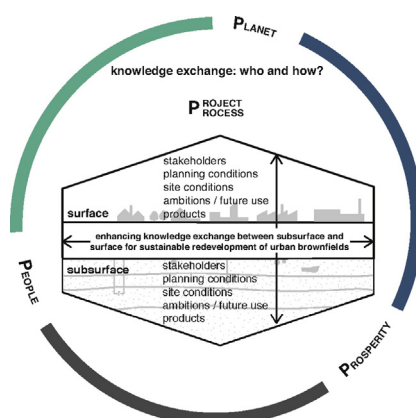 PLANET
knowledge exchange: who and how?
PROJECT
PROCESS
stakeholders
planning conditions
site conditions
ambitions / future use
products
surface
enhancing knowledge exchange between subsurface and
surface for sustainable redevelopment of urban brownfields
subsurface
stakeholders
planning conditions
site conditions
ambitions / future use
products
PEOPLE
PROSPERITY